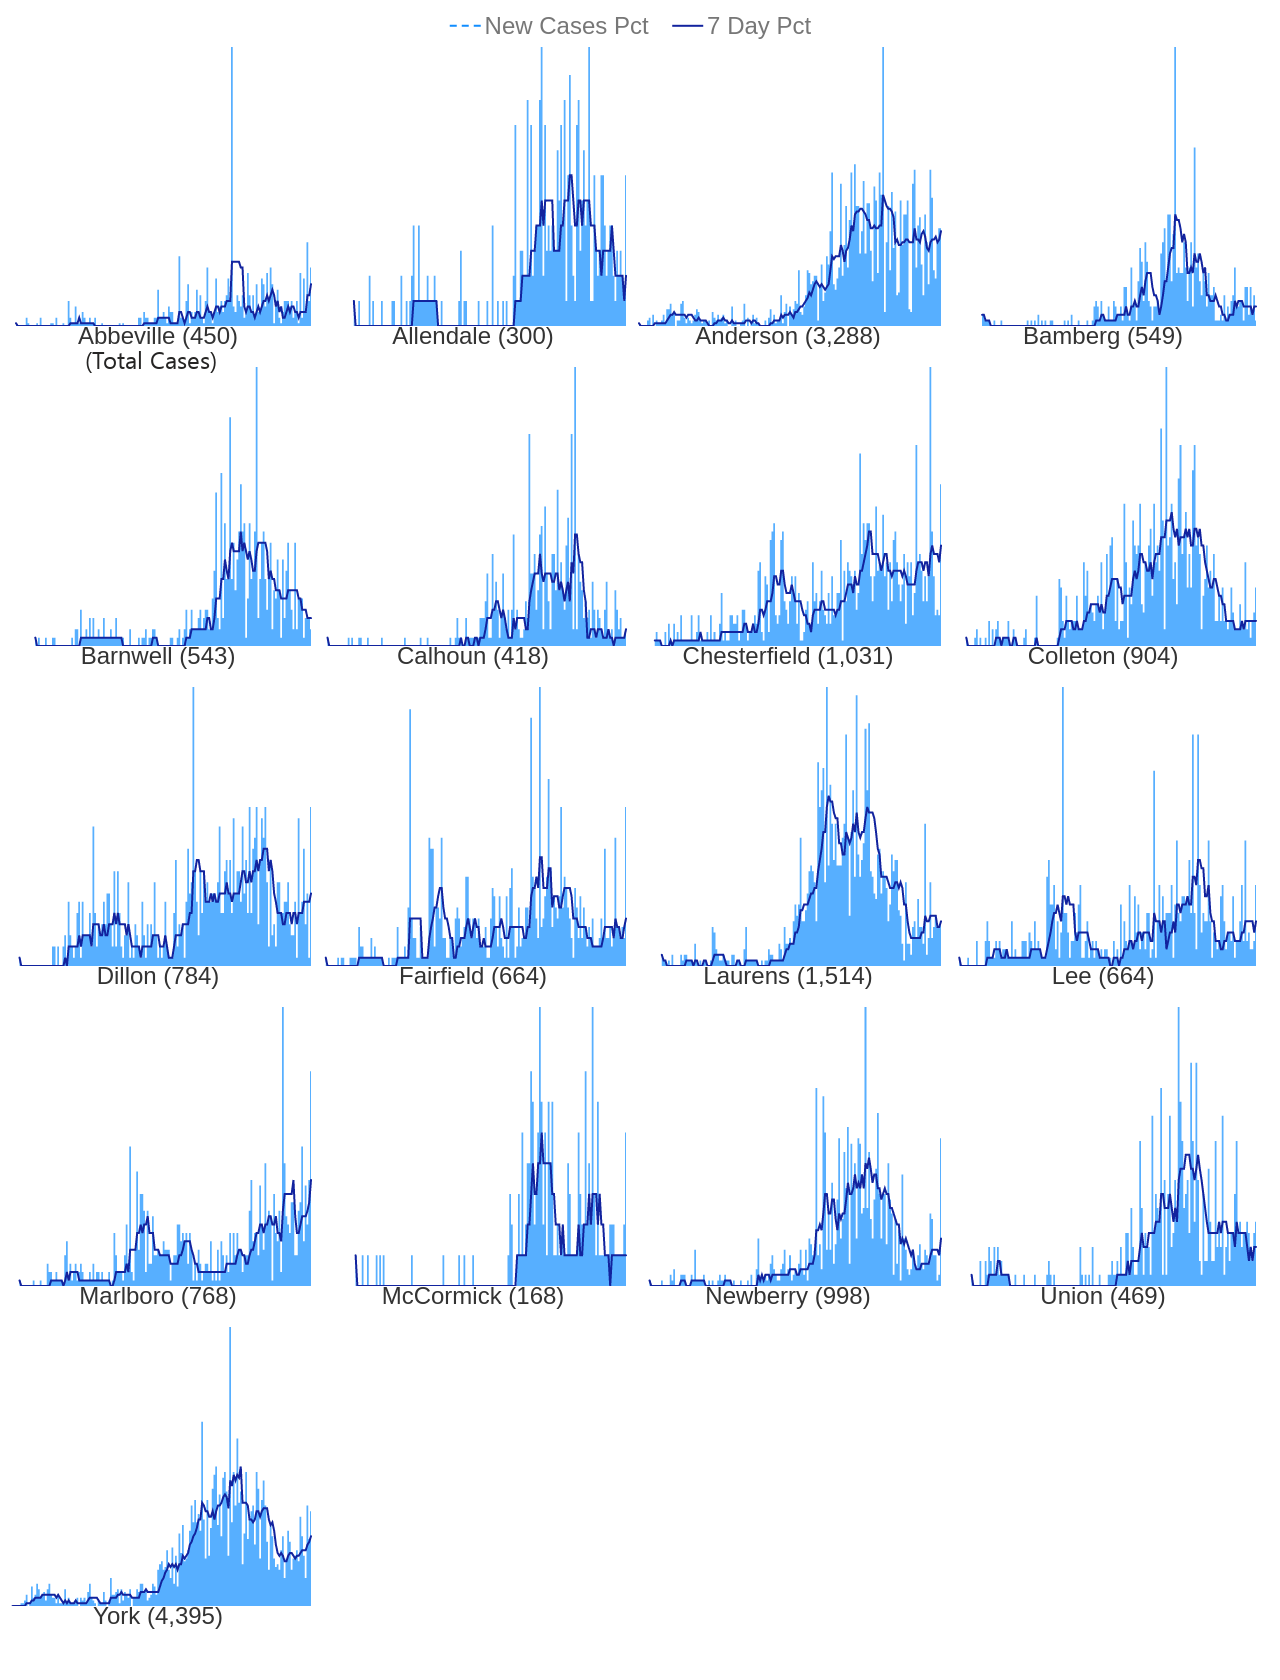 New Cases Pct 7 Day Pct
Abbeville (450) Allendale (300) Anderson (3,288) Bamberg (549)
(Total Cases)
Barnwell (543) Calhoun (418) Chesterfield (1,031) Colleton (904)
Dillon (784) Fairfield (664) Laurens (1,514) Lee (664)
Marlboro (768) McCormick (168) Newberry (998) Union (469)
York (4,395)